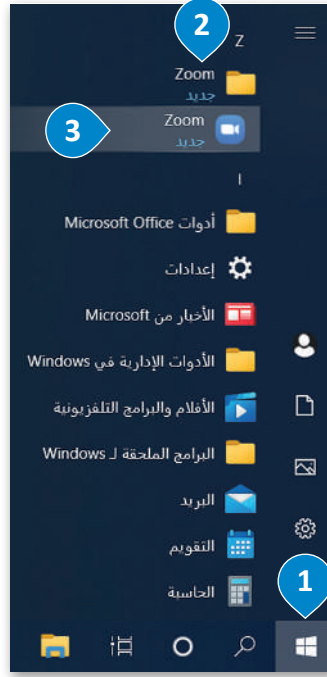 2
Z
Zoom
جديد
3
Zoom
جديد
ا
أدوات Microsoft Office
إعدادات
الأخبار من Microsoft
الأدوات الإدارية في Windows
الأفلام والبرامج التلفزيونية
البرامج الملحقة لـ Windows
البريد
التقويم
الحاسبة
1